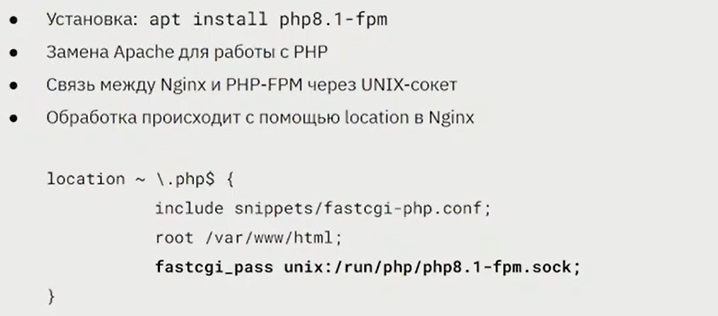 ● Установка: apt install php8.1-fpm
● Замена Apache для работы с PHP
● Связь между Nginx и PHP-FPM через UNIX-сокет
● Обработка происходит с помощью location в Nginx
location ~ \.php$ {
include snippets/fastcgi-php.conf;
root /var/www/html;
fastcgi_pass unix:/run/php/php8.1-fpm.sock;
}